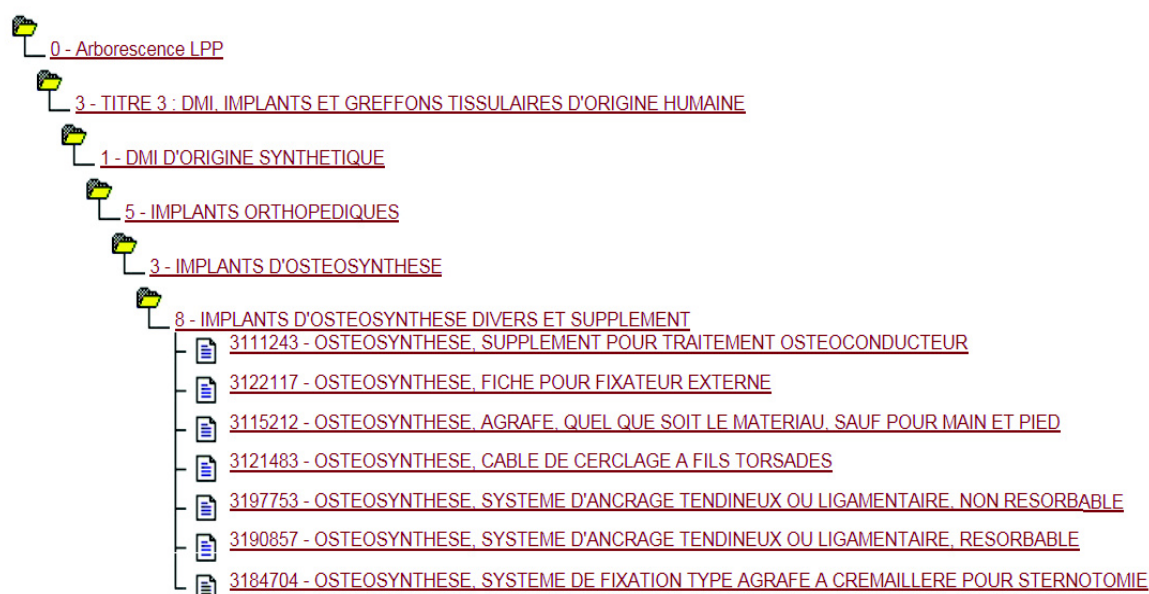 0 - Arborescence LPP
3 - TITRE 3 : DMI, IMPLANTS ET GREFFONS TISSULAIRES D'ORIGINE HUMAINE
1 - DMI D'ORIGINE SYNTHETIQUE
5 - IMPLANTS ORTHOPEDIQUES
3 - IMPLANTS D'OSTEOSYNTHESE
8 - IMPLANTS D'OSTEOSYNTHESE DIVERS ET SUPPLEMENT
3111243 - OSTEOSYNTHESE, SUPPLEMENT POUR TRAITEMENT OSTEOCONDUCTEUR
3122117 - OSTEOSYNTHESE, FICHE POUR FIXATEUR EXTERNE
3115212 - OSTEOSYNTHESE, AGRAFE, QUEL QUE SOIT LE MATERIAU, SAUF POUR MAIN ET PIED
3121483 - OSTEOSYNTHESE, CABLE DE CERCLAGE A FILS TORSADES
3197753 - OSTEOSYNTHESE, SYSTEME D'ANCRAGE TENDINEUX OU LIGAMENTAIRE, NON RESORBABLE
3190857 - OSTEOSYNTHESE, SYSTEME D'ANCRAGE TENDINEUX OU LIGAMENTAIRE, RESORBABLE
3184704 - OSTEOSYNTHESE, SYSTEME DE FIXATION TYPE AGRAFE A CREMAILLERE POUR STERNOTOMIE